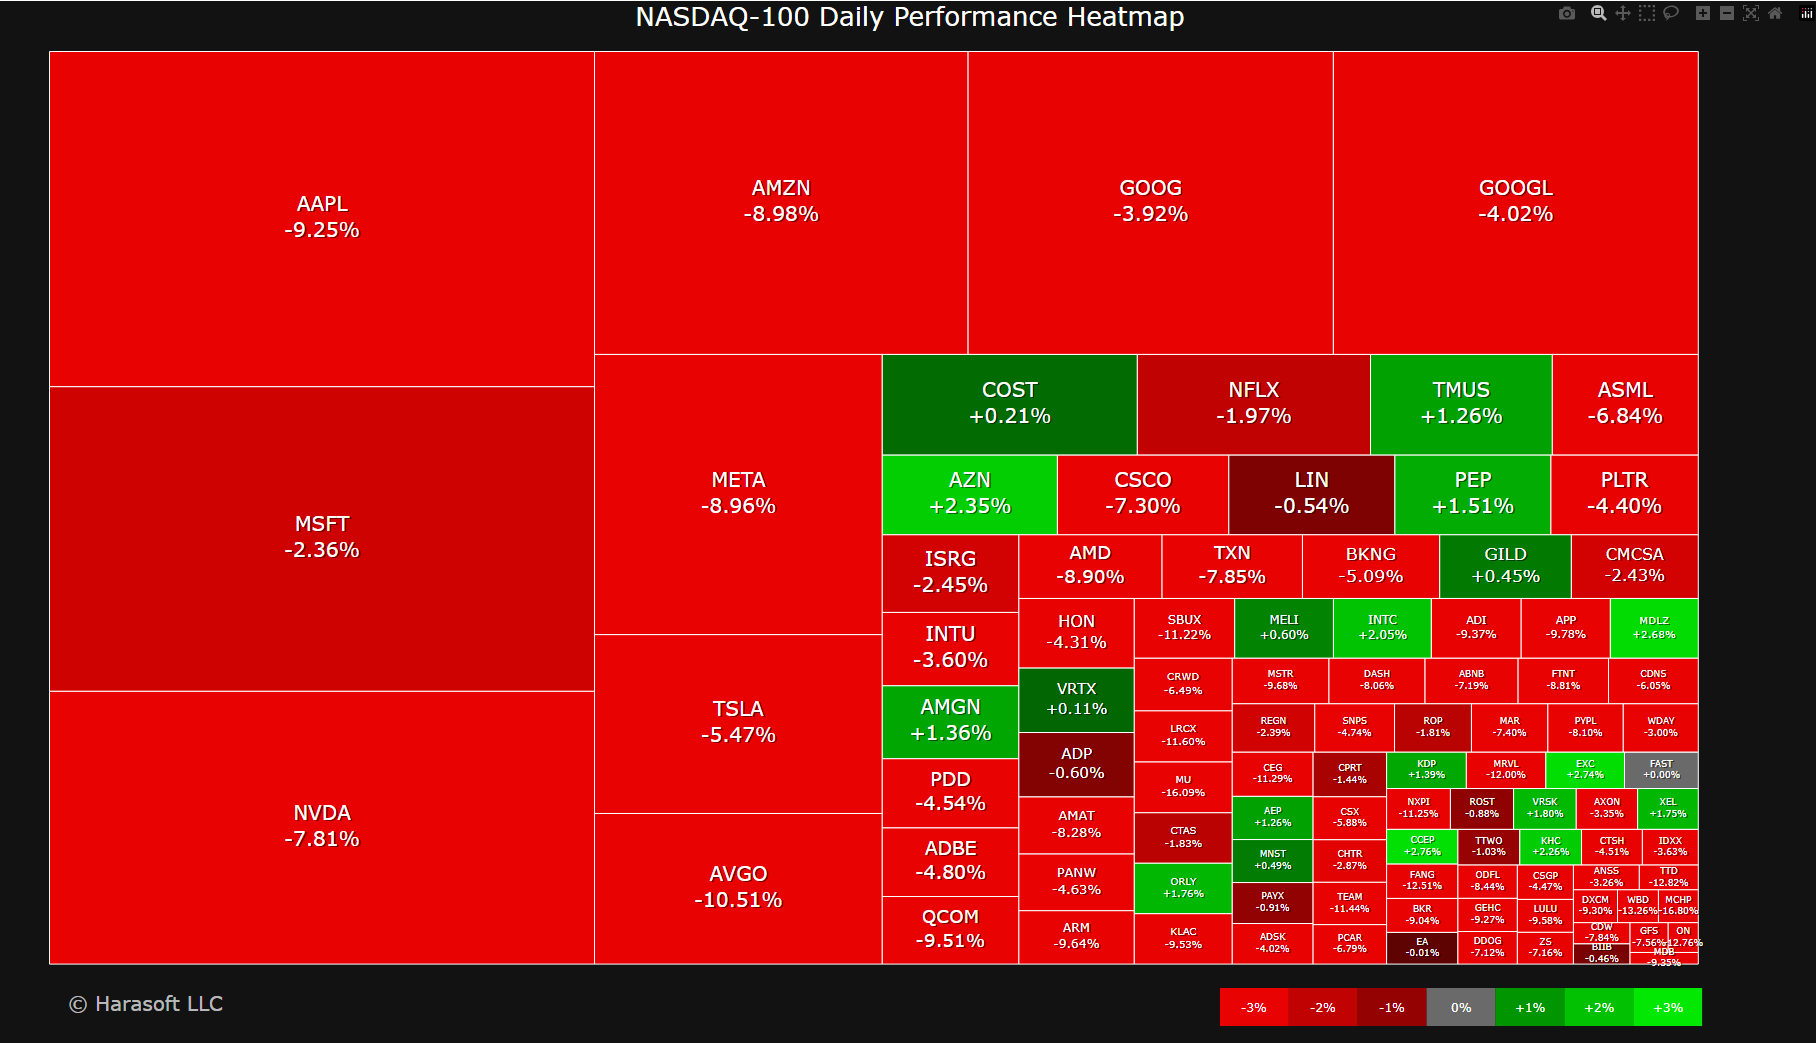 NASDAQ-100 Daily Performance Heatmap
AAPL
-9.25%
MSFT
-2.36%
NVDA
-7.81%
AMZN
-8.98%
GOOG
-3.92%
GOOGL
-4.02%
META
-8.96%
TSLA
-5.47%
AVGO
-10.51%
COST
+0.21%
NFLX
-1.97%
TMUS
+1.26%
ASML
-6.84%
AZN
+2.35%
CSCO
-7.30%
LIN
-0.54%
PEP
+1.51%
PLTR
-4.40%
ISRG
-2.45%
INTU
-3.60%
AMGN
+1.36%
PDD
-4.54%
ADBE
-4.80%
QCOM
-9.51%
AMD
-8.90%
TXN
-7.85%
BKNG
-5.09%
GILD
+0.45%
CMCSA
-2.43%
HON
-4.31%
VRTX
+0.11%
ADP
-0.60%
AMAT
-8.28%
PANW
-4.63%
ARM
-9.64%
SBUX
-11.22%
MELI
+0.60%
INTC
+2.05%
ADI
-9.37%
APP
-9.78%
MDLZ
+2.68%
CRWD
-6.49%
LRCX
-11.60%
MU
-16.09%
CTAS
-1.83%
ORLY
+1.76%
KLAC
-9.53%
MSTR
-9.68%
DASH
-8.06%
ABNB
-7.19%
FTNT
-8.81%
CDNS
-6.05%
REGN
-2.39%
SNPS
-4.74%
ROP
-1.81%
MAR
-7.40%
PYPL
-8.10%
WDAY
-3.00%
CEG
-11.29%
CPRT
-1.44%
AEP
+1.26%
CSX
-5.88%
MNST
+0.49%
CHTR
-2.87%
PAYX
-0.91%
TEAM
-11.44%
ADSK
-4.02%
PCAR
-6.79%
KDP
+1.39%
MRVL
-12.00%
EXC
+2.74%
FAST
+0.00%
NXPI
-11.25%
ROST
-0.88%
VRSK
+1.80%
AXON
-3.35%
XEL
+1.75%
CCEP
+2.76%
TTWO
-1.03%
KHC
+2.26%
CTSH
-4.51%
IDXX
-3.63%
FANG
-12.51%
BKR
-9.04%
EA
-0.01%
ODFL
-8.44%
CSGP
-4.47%
GEHC
-9.27%
LULU
-9.58%
DDOG
-7.12%
ZS
-7.16%
ANSS
-3.26%
TTD
-12.82%
DXCM
-9.30%
WBD
-13.26%
MCHP
-16.80%
CDW
-7.84%
BIIB
-0.46%
GFS
-7.56%
ON
-12.76%
MDB
-9.35%
© Harasoft LLC
-3% -2% -1% 0% +1% +2% +3%